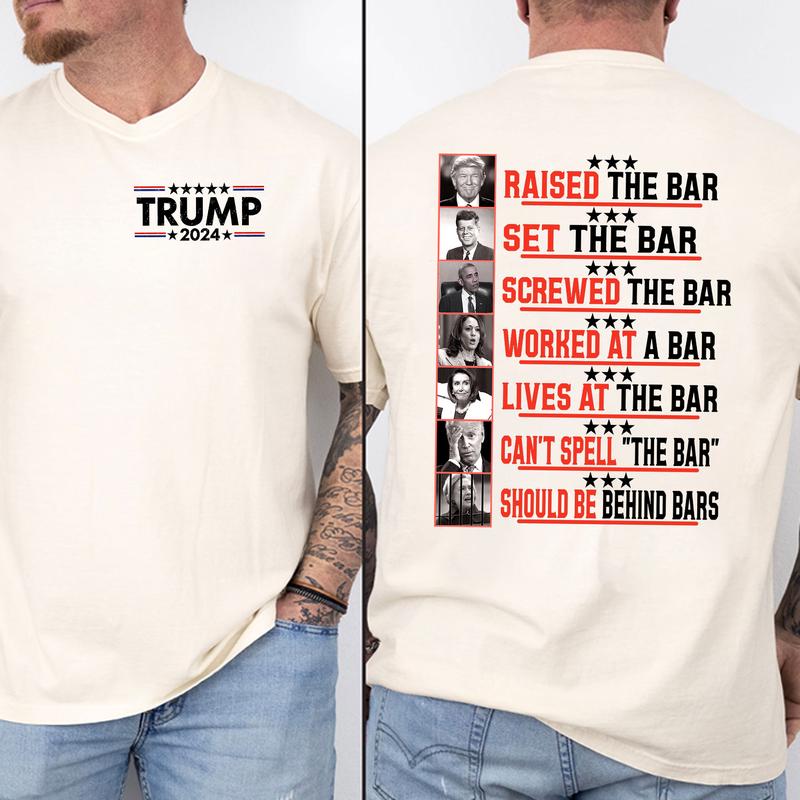 TRUMP
★2024★
RAISED THE BAR
SET THE BAR
SCREWED THE BAR
WORKED AT A BAR
LIVES AT THE BAR
CAN'T SPELL "THE BAR"
SHOULD BE BEHIND BARS